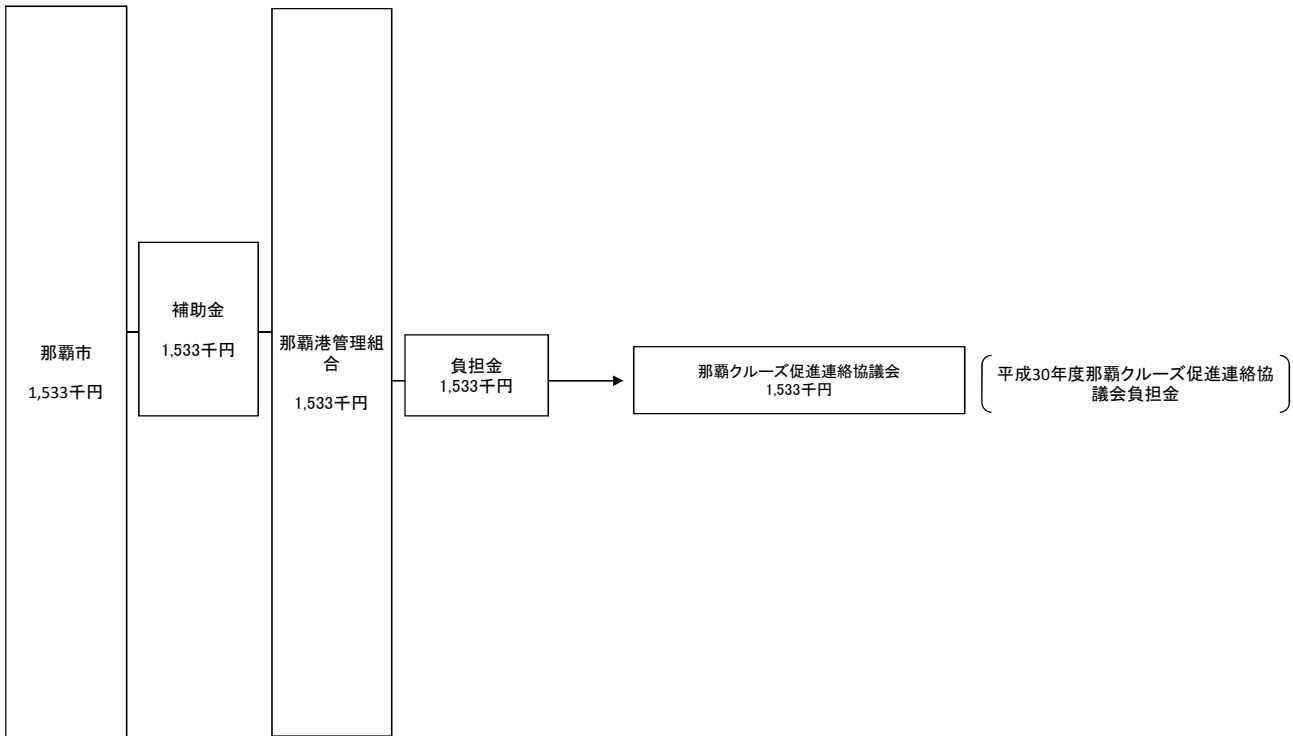 那覇市
1,533千円
補助金
1,533千円
那覇港管理組
合
1,533千円
負担金
1,533千円
那覇クルーズ促進連絡協議会
1,533千円
平成30年度那覇クルーズ促進連絡協
議会負担金